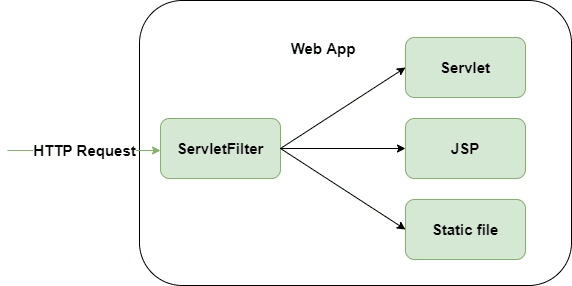 Web App
Servlet
HTTP Request
ServletFilter
JSP
Static file